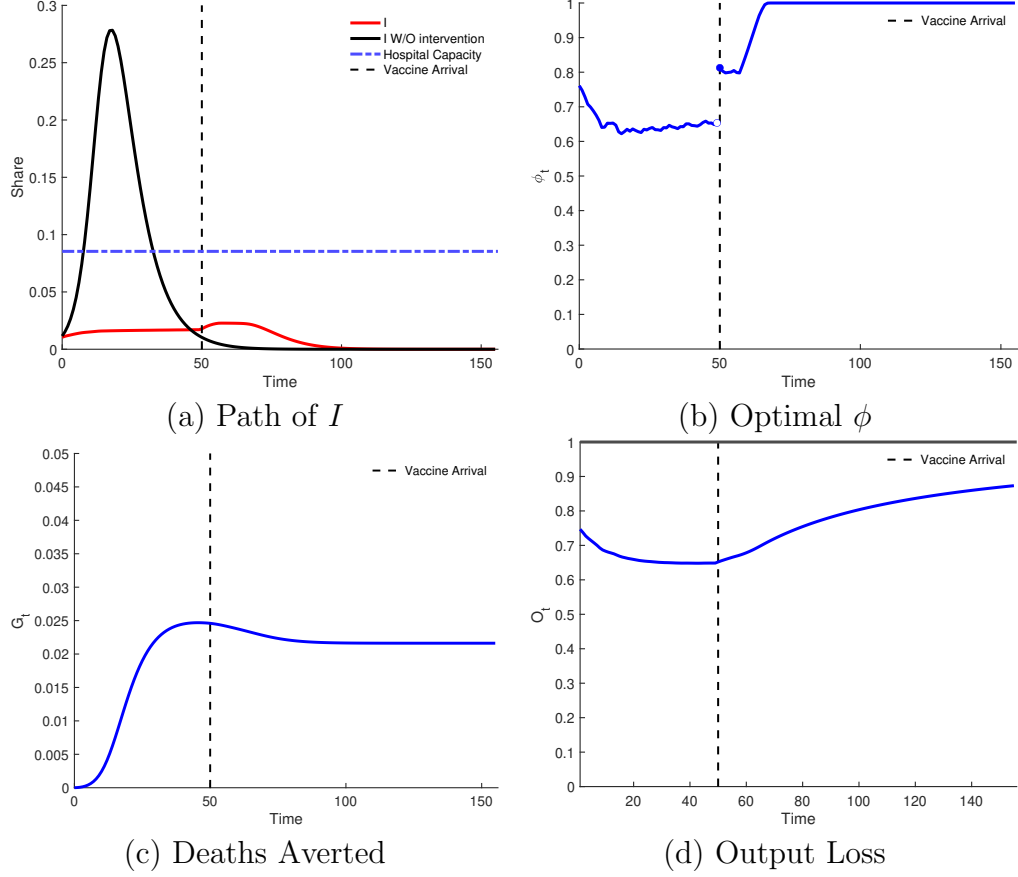 0.3
0.25
0.2
0.15
0.1
0.05
0
Share
0 50 100 150
Time
I
I W/O intervention
Hospital Capacity
Vaccine Arrival
(a) Path of I
1
0.9
0.8
0.7
0.6
0.5
0.4
0.3
0.2
0.1
0
ϕt
0 50 100 150
Time
Vaccine Arrival
(b) Optimal ϕ
0.05
0.045
0.04
0.035
0.03
0.025
0.02
0.015
0.01
0.005
0
Gt
0 50 100 150
Time
Vaccine Arrival
(c) Deaths Averted
1
0.9
0.8
0.7
0.6
0.5
0.4
0.3
0.2
0.1
0
Ot
20 40 60 80 100 120 140
Time
Vaccine Arrival
(d) Output Loss